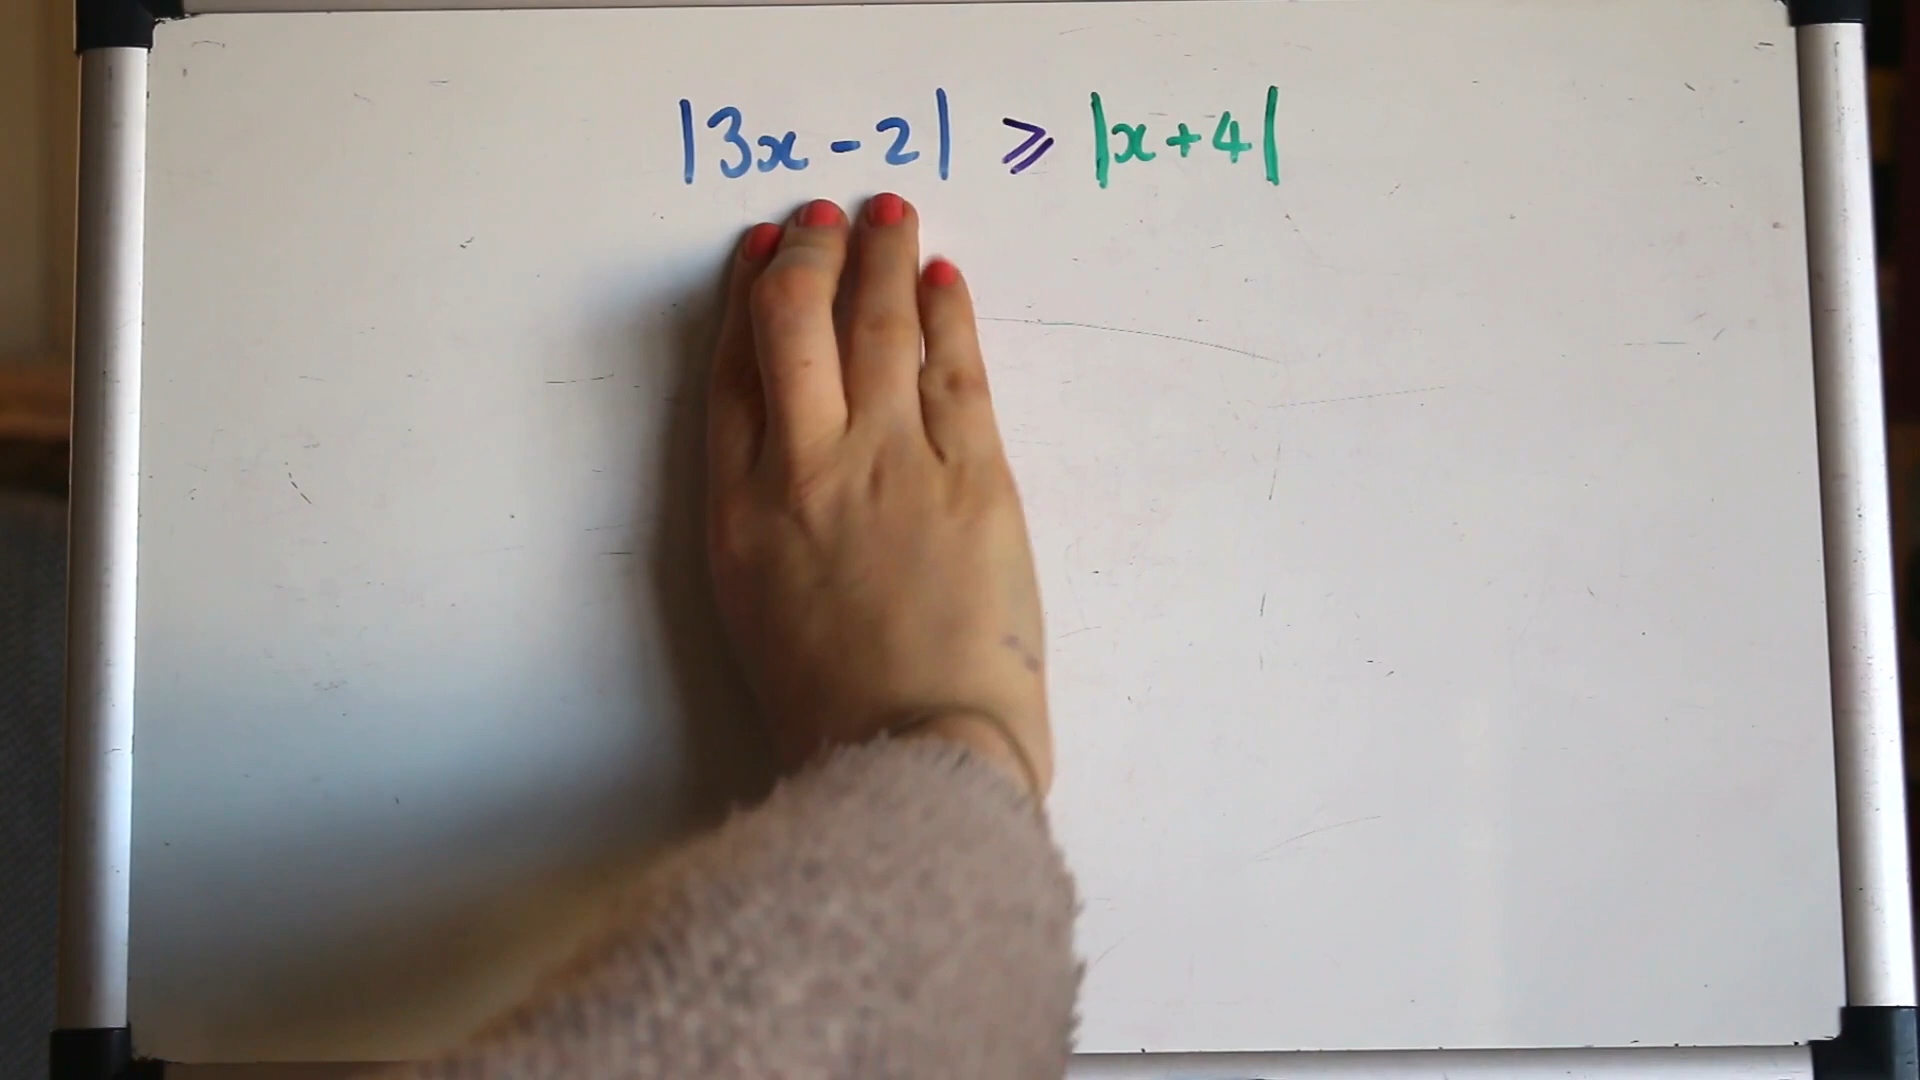 |3x - 2| ⩾ |x + 4|